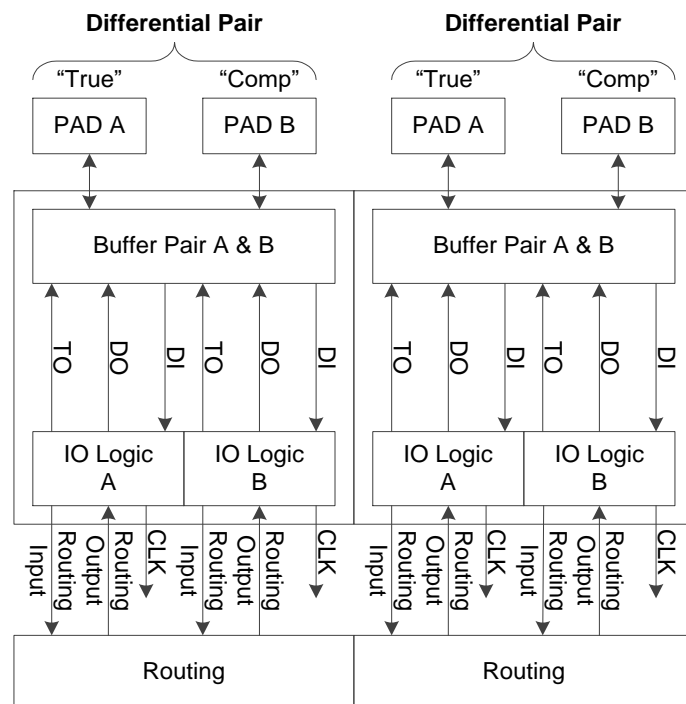 Differential Pair
Differential Pair
“True”
“Comp”
“True”
“Comp”
PAD A
PAD B
PAD A
PAD B
Buffer Pair A & B
Buffer Pair A & B
TO
DO
DI
TO
DO
DI
TO
DO
DI
TO
DO
DI
IO Logic
A
IO Logic
B
IO Logic
A
IO Logic
B
Routing
Input
Routing
Output
CLK
Routing
Input
Routing
Output
CLK
Routing
Input
Routing
Output
CLK
Routing
Input
Routing
Output
CLK
Routing
Routing